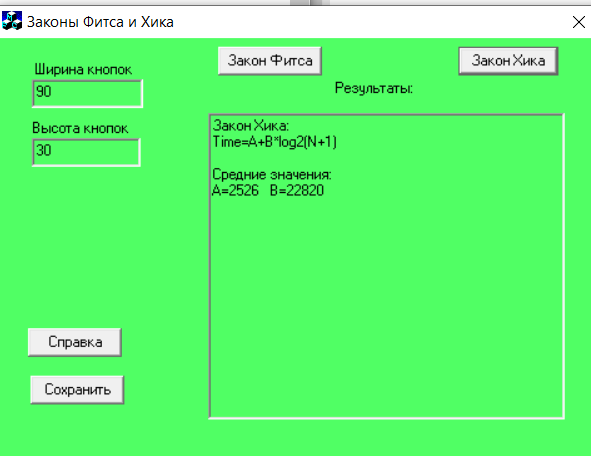 Законы Фитса и Хика
Ширина кнопок
90
Высота кнопок
30
Закон Фитса
Закон Хика
Результаты:
Закон Хика:
Time=A+B*log2(N+1)
Средние значения:
A=2526 B=22820
Справка
Сохранить